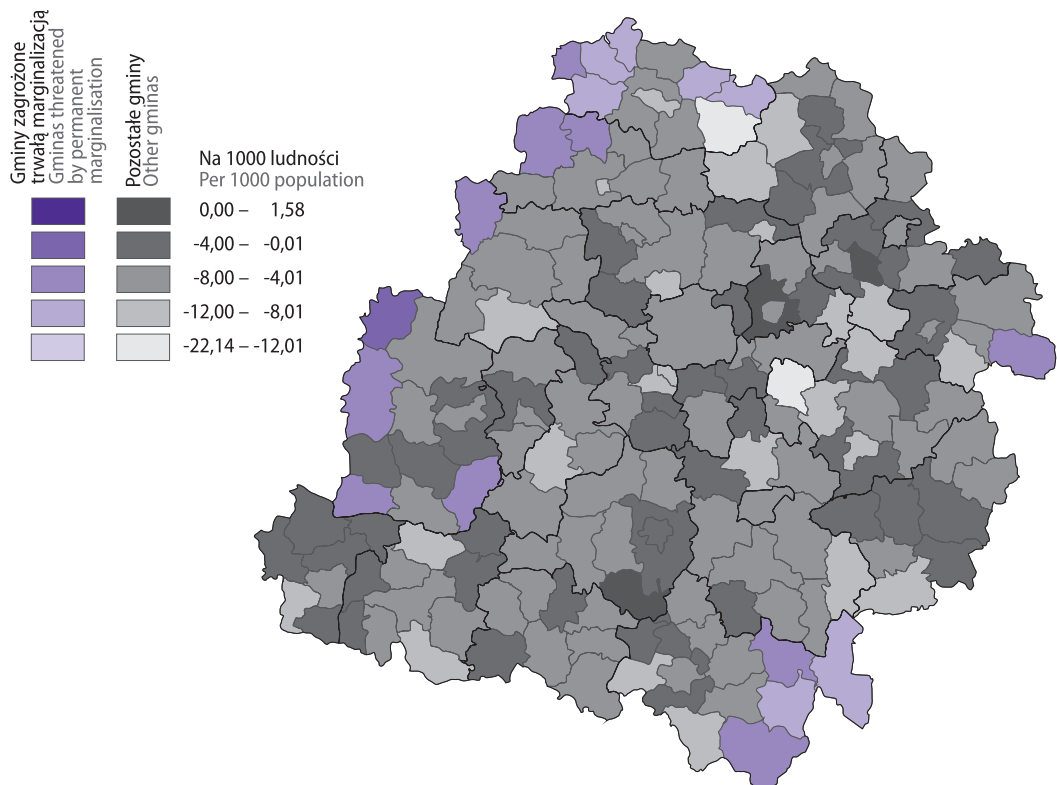 Gminy zagrożone
trwałą marginalizacją
Gminas threatened
by permanent
marginalisation
Pozostałe gminy
Other gminas
Na 1000 ludności
Per 1000 population
0,00 – 1,58
-4,00 – -0,01
-8,00 – -4,01
-12,00 – -8,01
-22,14 – -12,01